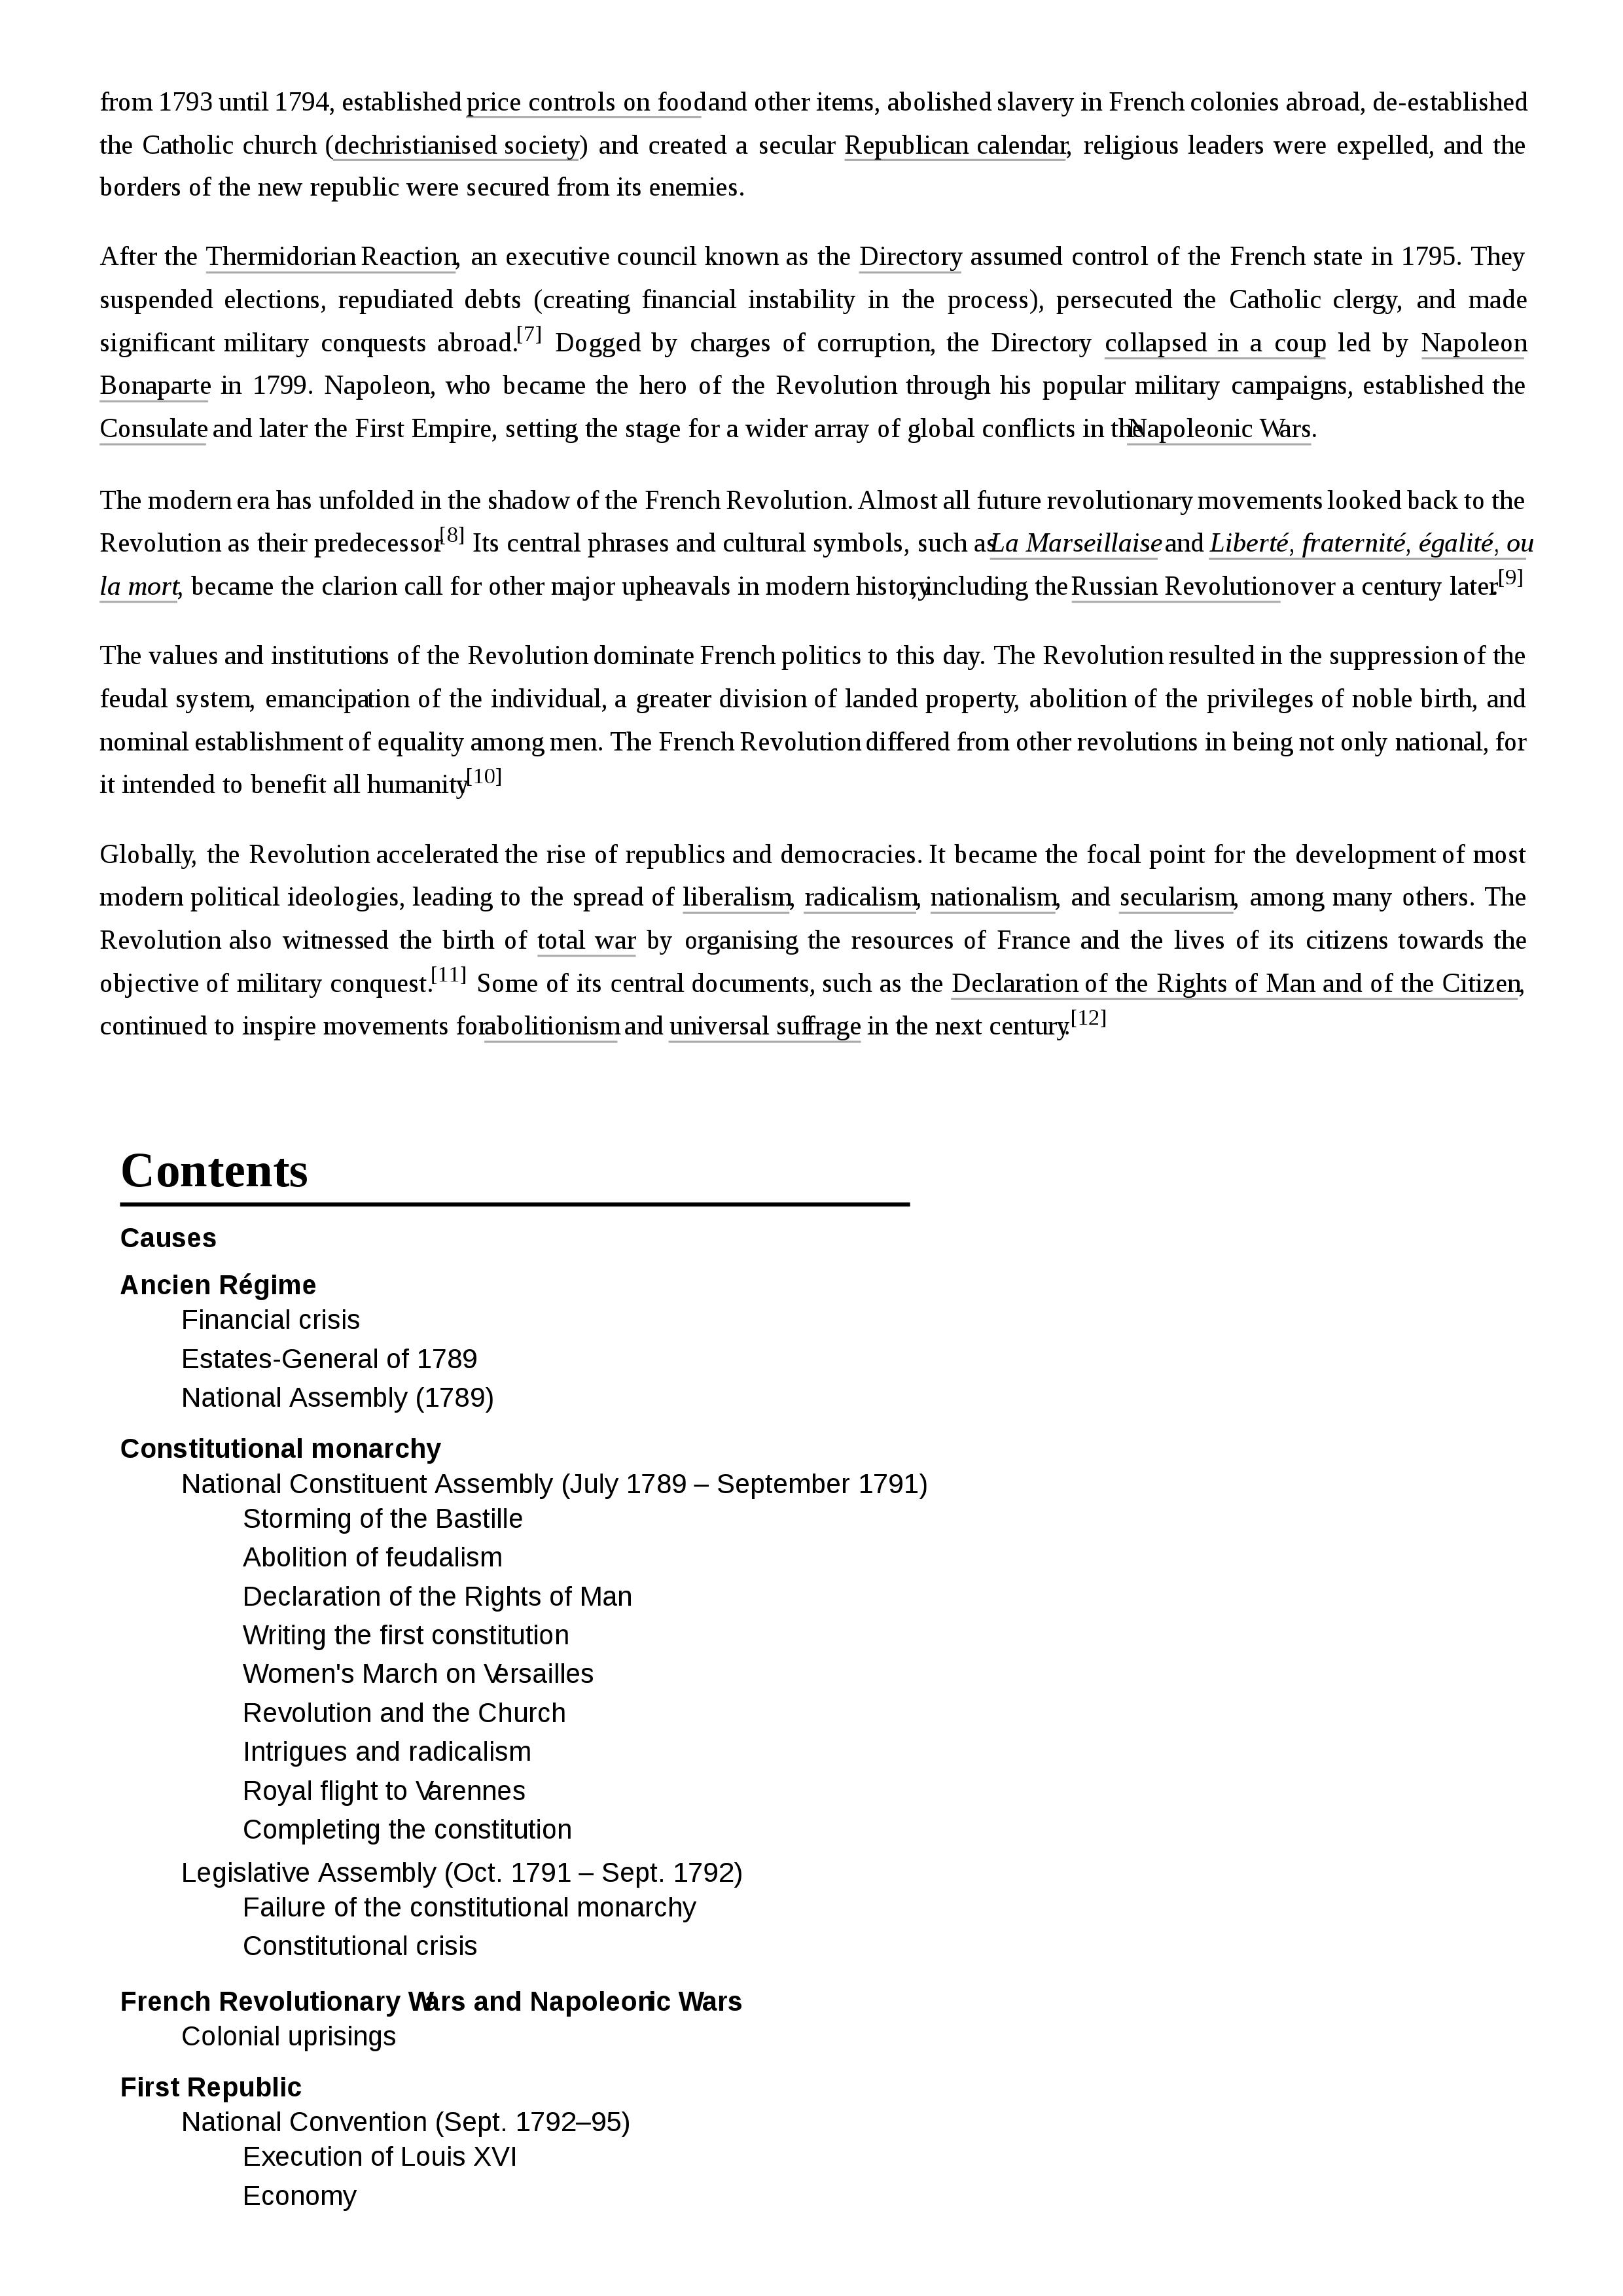 from 1793 until 1794, established price controls on food and other items, abolished slavery in French colonies abroad, de-established
the Catholic church (dechristianised society) and created a secular Republican calendar, religious leaders were expelled, and the
borders of the new republic were secured from its enemies.
After the Thermidorian Reaction, an executive council known as the Directory assumed control of the French state in 1795. They
suspended elections, repudiated debts (creating financial instability in the process), persecuted the Catholic clergy, and made
significant military conquests abroad.[7] Dogged by charges of corruption, the Directory collapsed in a coup led by Napoleon
Bonaparte in 1799. Napoleon, who became the hero of the Revolution through his popular military campaigns, established the
Consulate and later the First Empire, setting the stage for a wider array of global conflicts in the Napoleonic Wars.
The modern era has unfolded in the shadow of the French Revolution. Almost all future revolutionary movements looked back to the
Revolution as their predecessor.[8] Its central phrases and cultural symbols, such as La Marseillaise and Liberté, fraternité, égalité, ou
la mort, became the clarion call for other major upheavals in modern history, including the Russian Revolution over a century later.[9]
The values and institutions of the Revolution dominate French politics to this day. The Revolution resulted in the suppression of the
feudal system, emancipation of the individual, a greater division of landed property, abolition of the privileges of noble birth, and
nominal establishment of equality among men. The French Revolution differed from other revolutions in being not only national, for
it intended to benefit all humanity.[10]
Globally, the Revolution accelerated the rise of republics and democracies. It became the focal point for the development of most
modern political ideologies, leading to the spread of liberalism, radicalism, nationalism, and secularism, among many others. The
Revolution also witnessed the birth of total war by organising the resources of France and the lives of its citizens towards the
objective of military conquest.[11] Some of its central documents, such as the Declaration of the Rights of Man and of the Citizen,
continued to inspire movements for abolitionism and universal suffrage in the next century.[12]
Contents
Causes
Ancien Régime
Financial crisis
Estates-General of 1789
National Assembly (1789)
Constitutional monarchy
National Constituent Assembly (July 1789 – September 1791)
Storming of the Bastille
Abolition of feudalism
Declaration of the Rights of Man
Writing the first constitution
Women's March on Versailles
Revolution and the Church
Intrigues and radicalism
Royal flight to Varennes
Completing the constitution
Legislative Assembly (Oct. 1791 – Sept. 1792)
Failure of the constitutional monarchy
Constitutional crisis
French Revolutionary Wars and Napoleonic Wars
Colonial uprisings
First Republic
National Convention (Sept. 1792–95)
Execution of Louis XVI
Economy